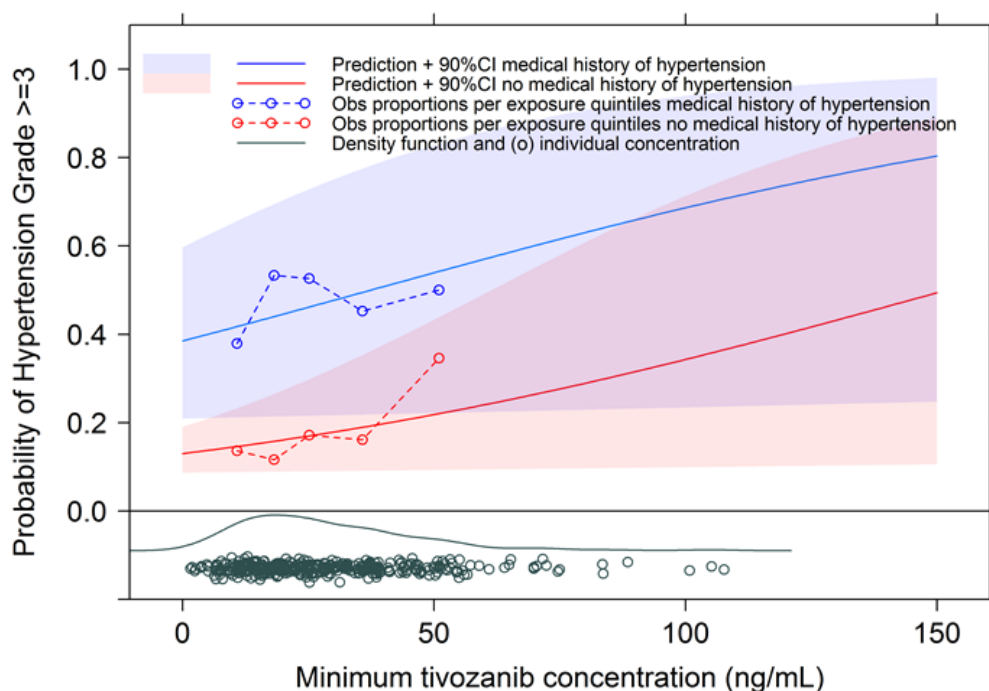 Prediction + 90%CI medical history of hypertension
Prediction + 90%CI no medical history of hypertension
Obs proportions per exposure quintiles medical history of hypertension
Obs proportions per exposure quintiles no medical history of hypertension
Density function and (o) individual concentration
Probability of Hypertension Grade >=3
1.0
0.8
0.6
0.4
0.2
0.0
0 50 100 150
Minimum tivozanib concentration (ng/mL)